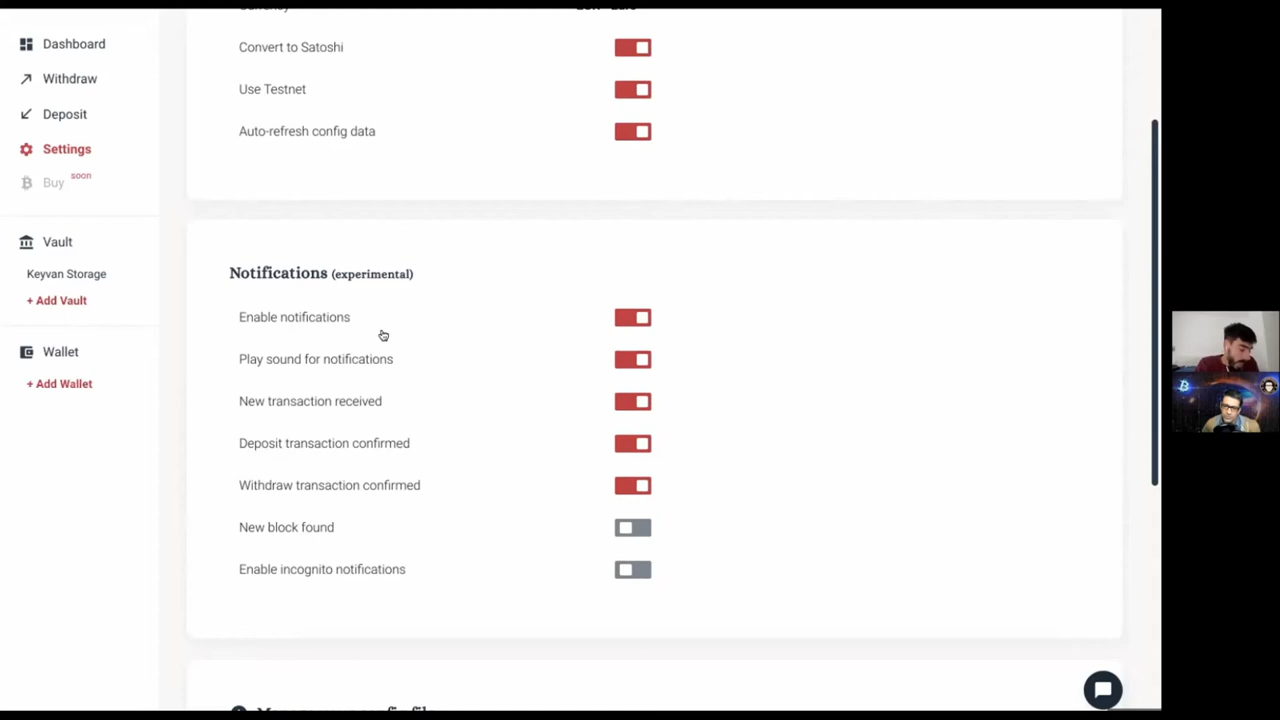 Dashboard
Withdraw
Deposit
Settings
Buy soon
Vault
Keyvan Storage
+ Add Vault
Wallet
+ Add Wallet
Convert to Satoshi
Use Testnet
Auto-refresh config data
Notifications (experimental)
Enable notifications
Play sound for notifications
New transaction received
Deposit transaction confirmed
Withdraw transaction confirmed
New block found
Enable incognito notifications